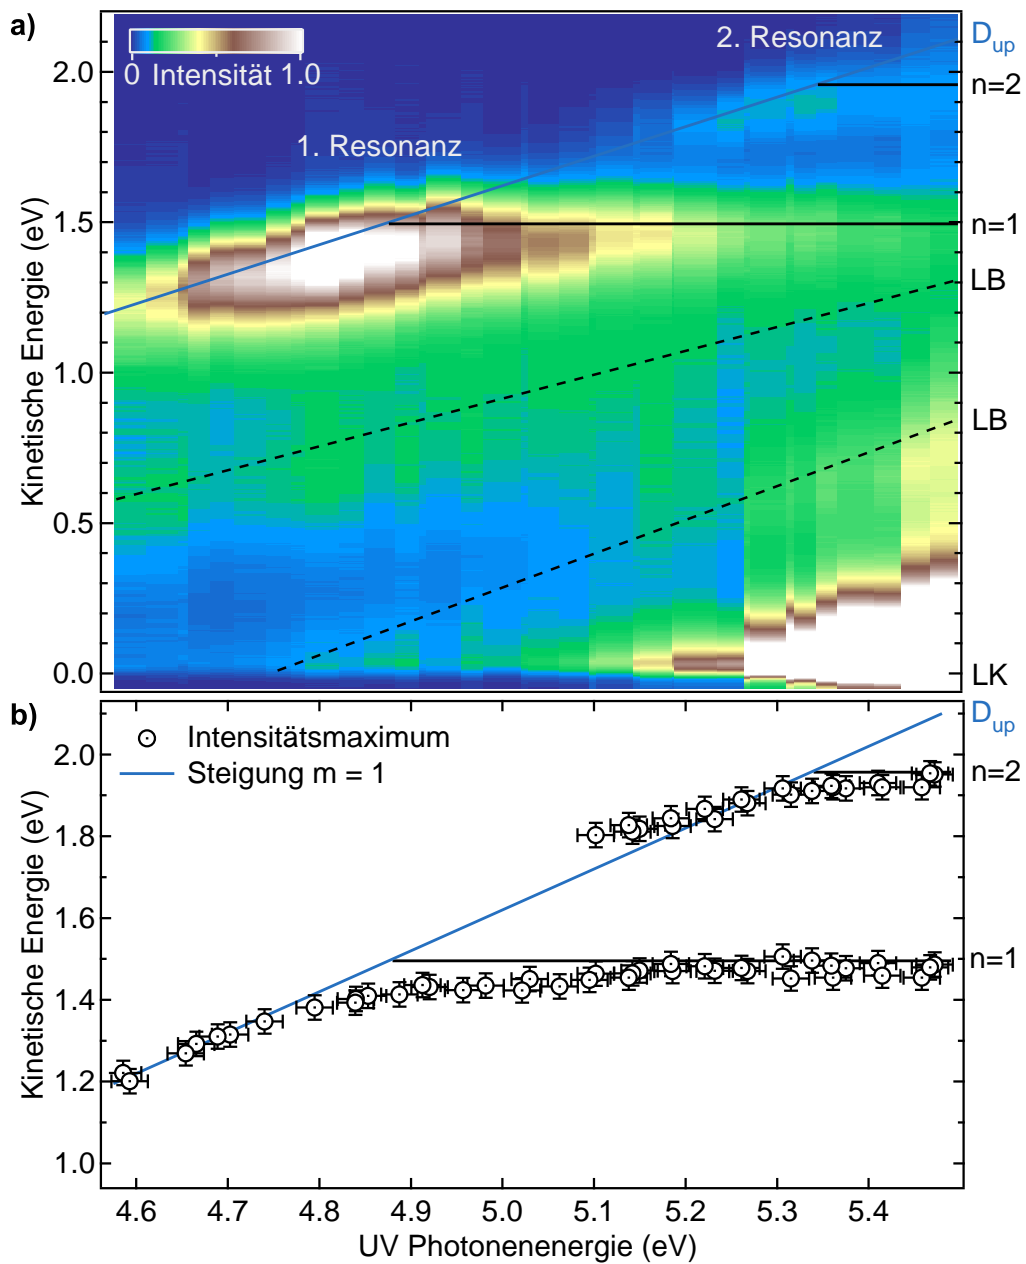 a)
0 Intensität 1.0
1. Resonanz
2. Resonanz
D_up
n=2
n=1
LB
LB
LK
2.0
1.5
1.0
0.5
0.0
Kinetische Energie (eV)
b)
Intensitätsmaximum
Steigung m = 1
D_up
n=2
n=1
2.0
1.8
1.6
1.4
1.2
1.0
Kinetische Energie (eV)
4.6 4.7 4.8 4.9 5.0 5.1 5.2 5.3 5.4
UV Photonenenergie (eV)